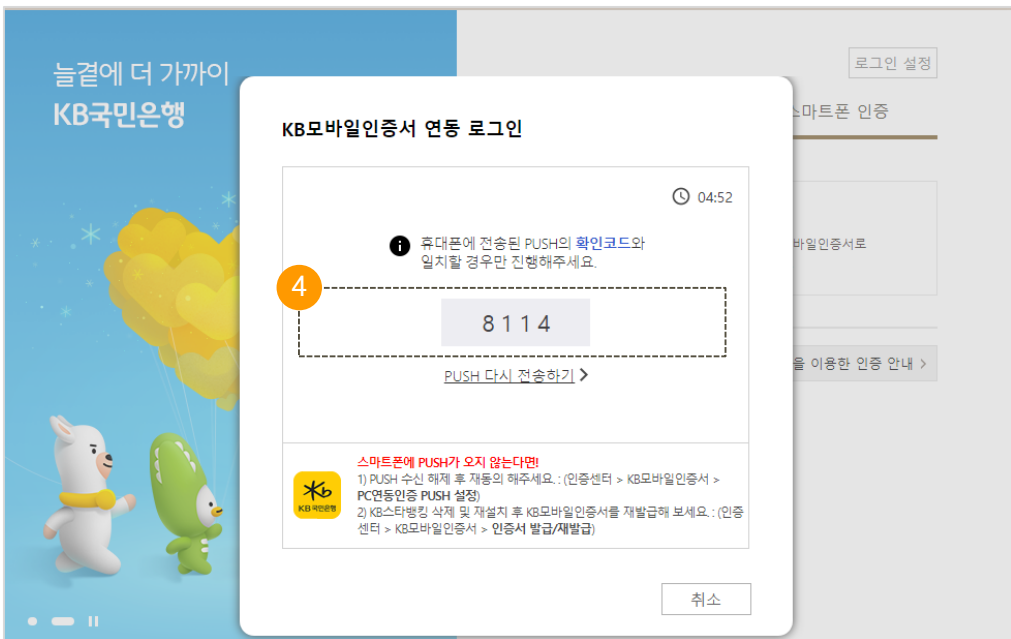 늘곁에 더 가까이
KB국민은행
로그인 설정
스마트폰 인증
KB모바일인증서 연동 로그인
04:52
휴대폰에 전송된 PUSH의 확인코드와
일치할 경우만 진행해주세요.
바일인증서로
4
8114
PUSH 다시 전송하기 >
을 이용한 인증 안내 >
스마트폰에 PUSH가 오지 않는다면!
1) PUSH 수신 해제 후 재동의 해주세요. : (인증센터 > KB모바일인증서 >
PC연동인증 PUSH 설정)
2) KB스타뱅킹 삭제 및 재설치 후 KB모바일인증서를 재발급해 보세요. : (인증
센터 > KB모바일인증서 > 인증서 발급/재발급)
KB국민은행
취소